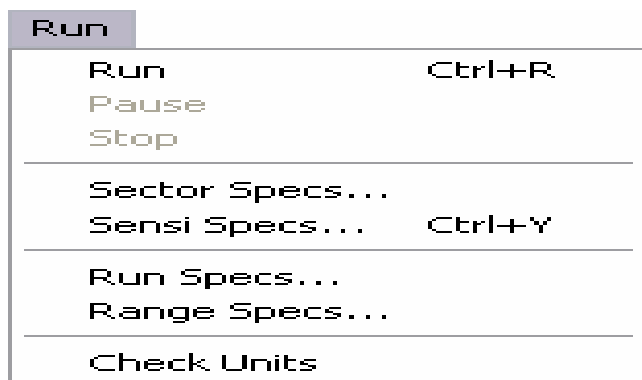 Run
Run Ctrl+R
Pause
Stop
Sector Specs...
Sensi Specs... Ctrl+Y
Run Specs...
Range Specs...
Check Units